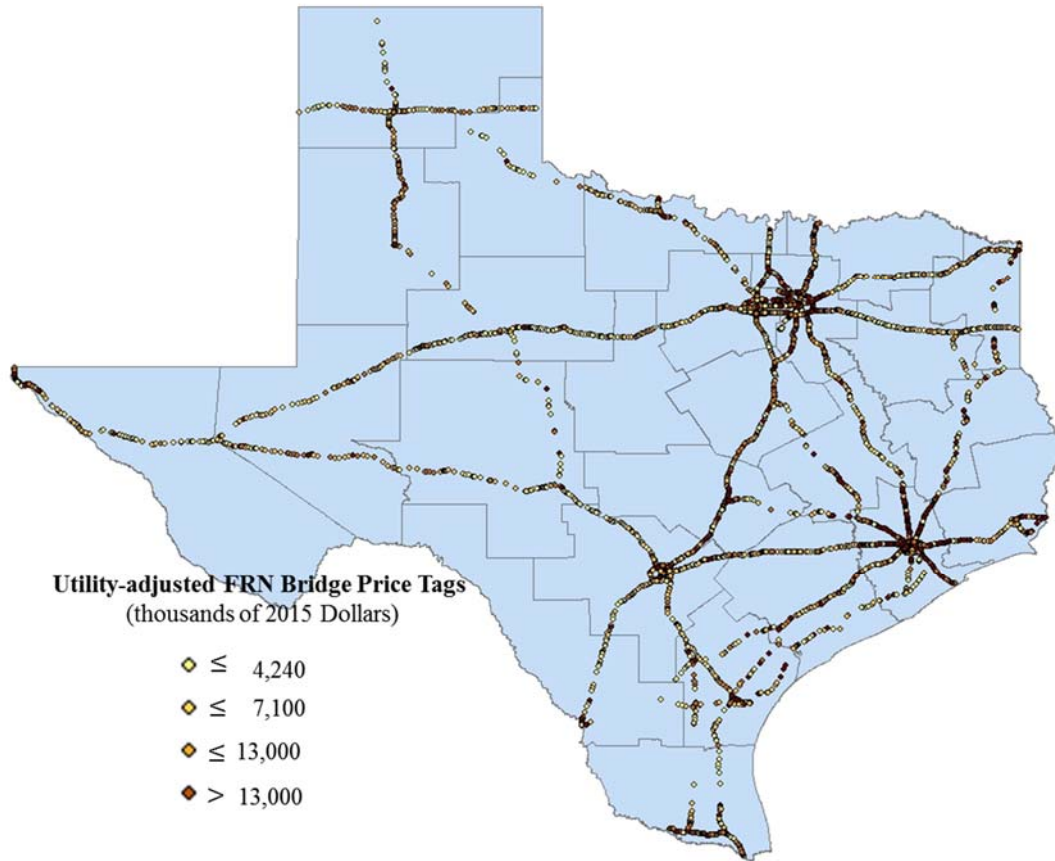 Utility-adjusted FRN Bridge Price Tags
(thousands of 2015 Dollars)
≤ 4,240
≤ 7,100
≤ 13,000
> 13,000